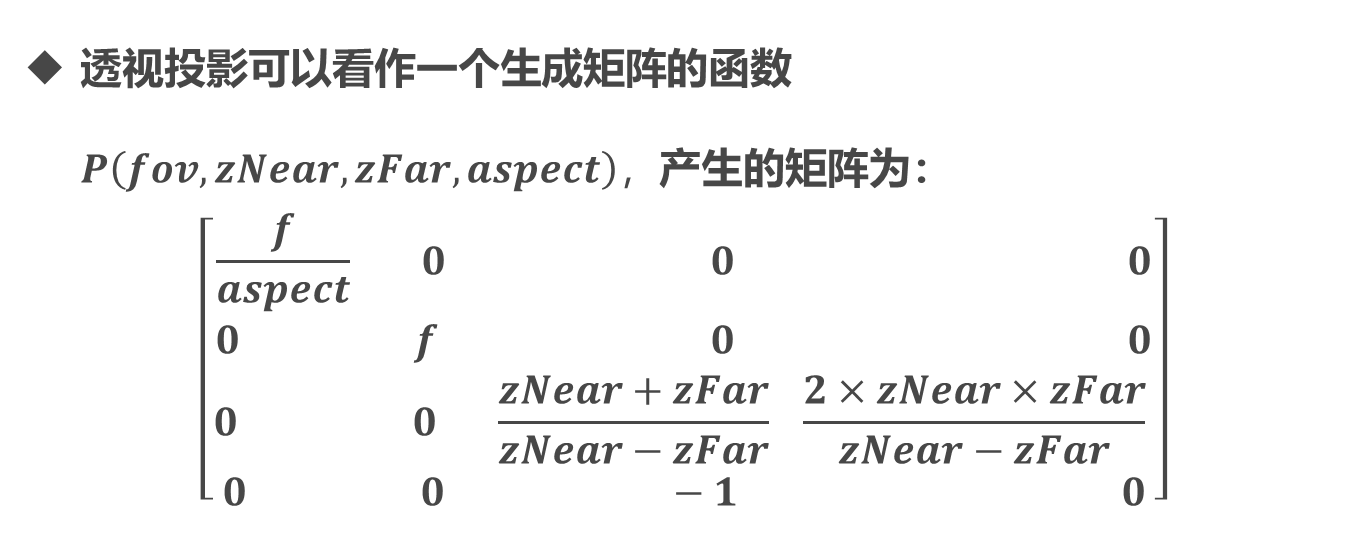 ◆ 透视投影可以看作一个生成矩阵的函数
P(fov, zNear, zFar, aspect)，产生的矩阵为：
f/aspect 0 0 0
0 f 0 0
0 0 (zNear + zFar)/(zNear − zFar) (2 × zNear × zFar)/(zNear − zFar)
0 0 −1 0